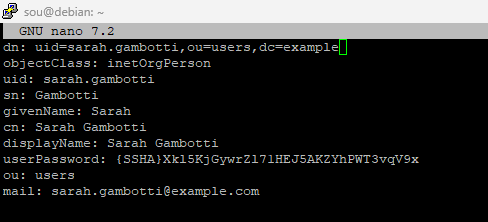 sou@debian: ~
GNU nano 7.2
dn: uid=sarah.gambotti,ou=users,dc=example
objectClass: inetOrgPerson
uid: sarah.gambotti
sn: Gambotti
givenName: Sarah
cn: Sarah Gambotti
displayName: Sarah Gambotti
userPassword: {SSHA}Xkl5KjGywrZl71HEJ5AKZYhPWT3vqV9x
ou: users
mail: sarah.gambotti@example.com